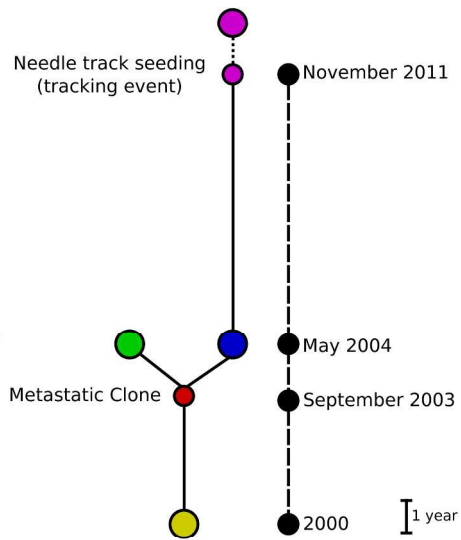 Needle track seeding
(tracking event)
November 2011
May 2004
Metastatic Clone
September 2003
2000
1 year